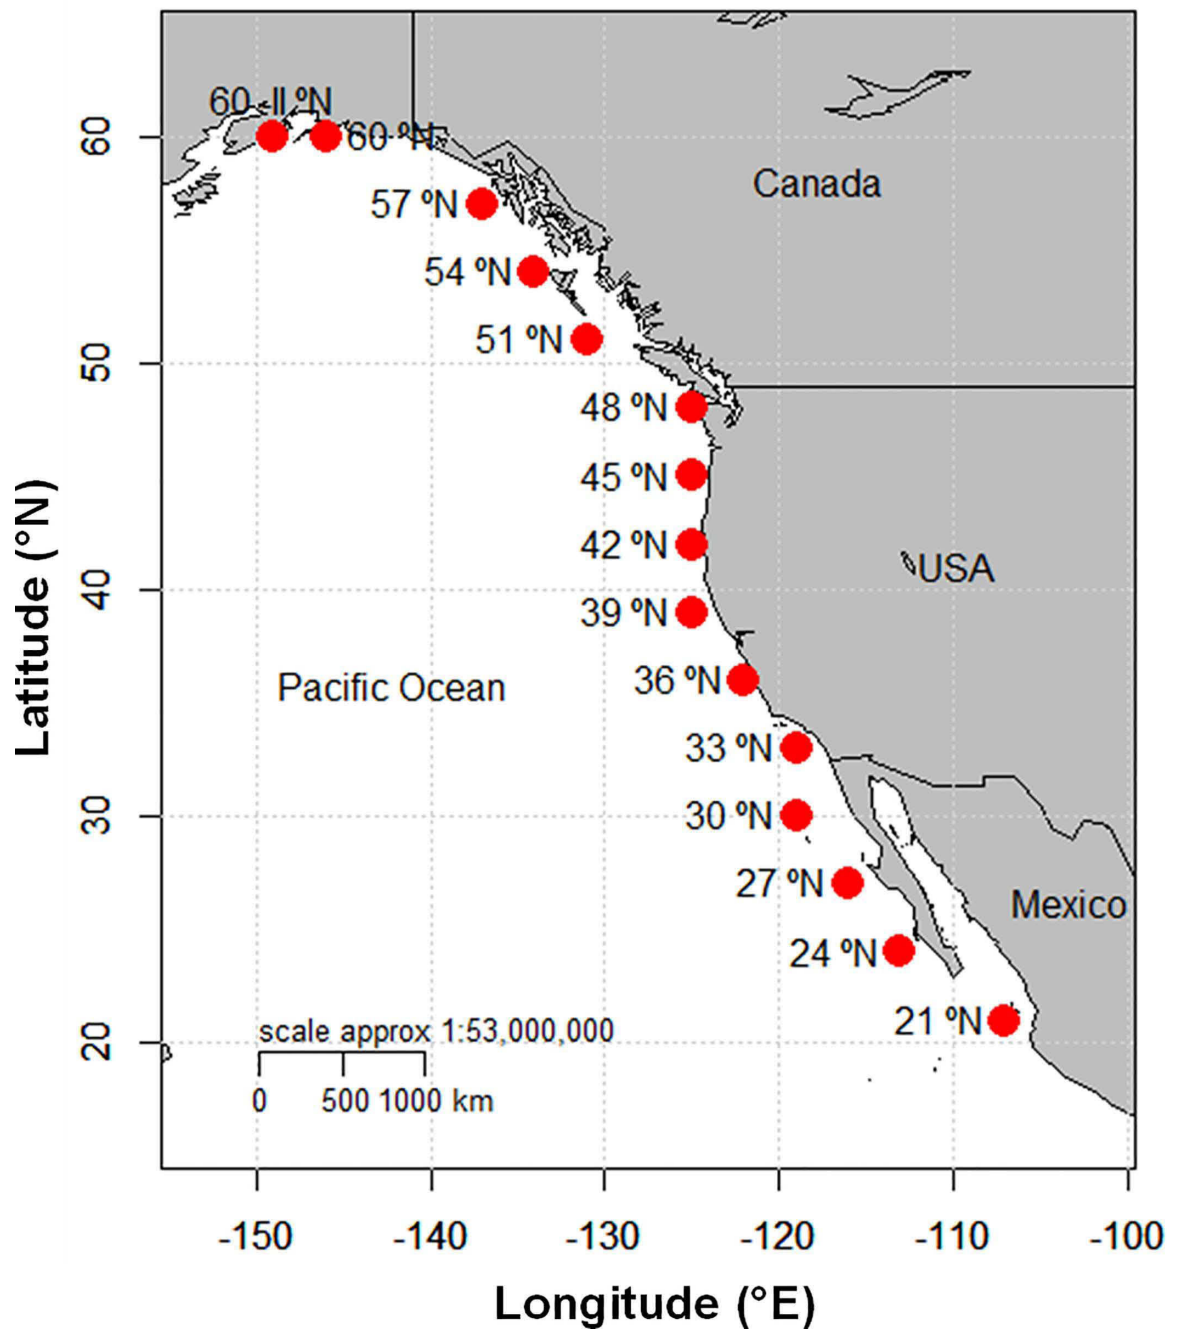 60-II ºN
60 ºN
57 ºN
54 ºN
51 ºN
48 ºN
45 ºN
42 ºN
39 ºN
36 ºN
33 ºN
30 ºN
27 ºN
24 ºN
21 ºN
Canada
USA
Mexico
Pacific Ocean
scale approx 1:53,000,000
0 500 1000 km
60
50
40
30
20
Latitude (°N)
-150 -140 -130 -120 -110 -100
Longitude (°E)